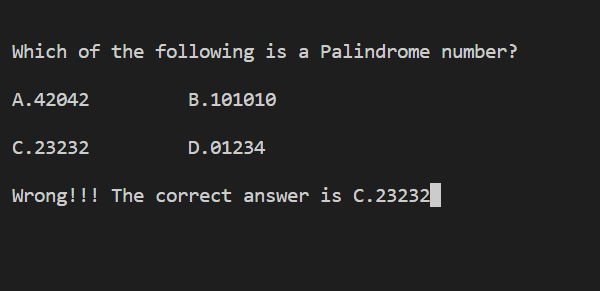 Which of the following is a Palindrome number?
A.42042 B.101010
C.23232 D.01234
Wrong!!! The correct answer is C.23232